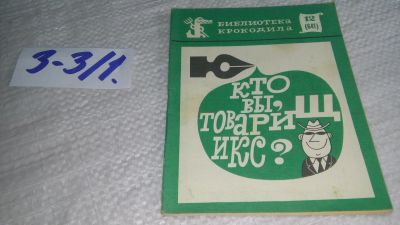 3-3/1.
БИБЛИОТЕКА
КРОКОДИЛА
12
(641)
КТО
ВЫ,
ТОВАРИЩ
ИКС?